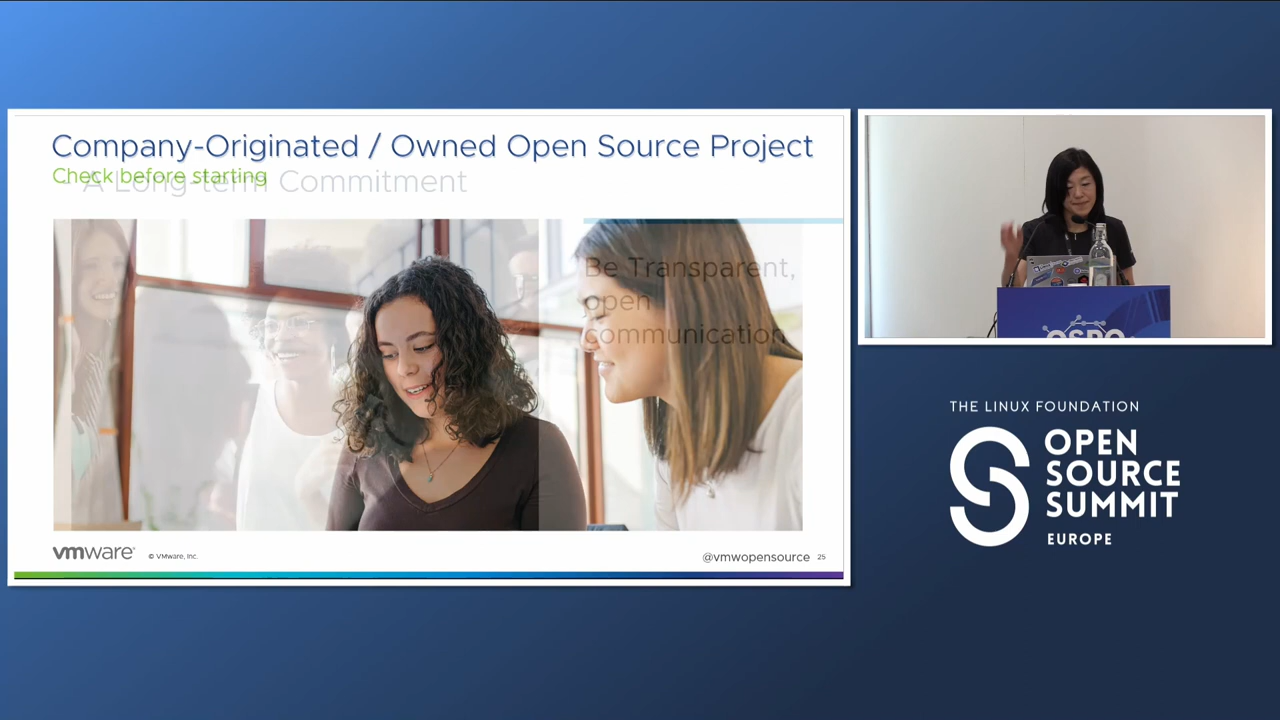 Company-Originated / Owned Open Source Project
Check before starting
- A Long-term Commitment
Be Transparent,
open
communication
vmware
© VMware, Inc.
@vmwopensource 25
OSPO
THE LINUX FOUNDATION
OPEN
SOURCE
SUMMIT
EUROPE